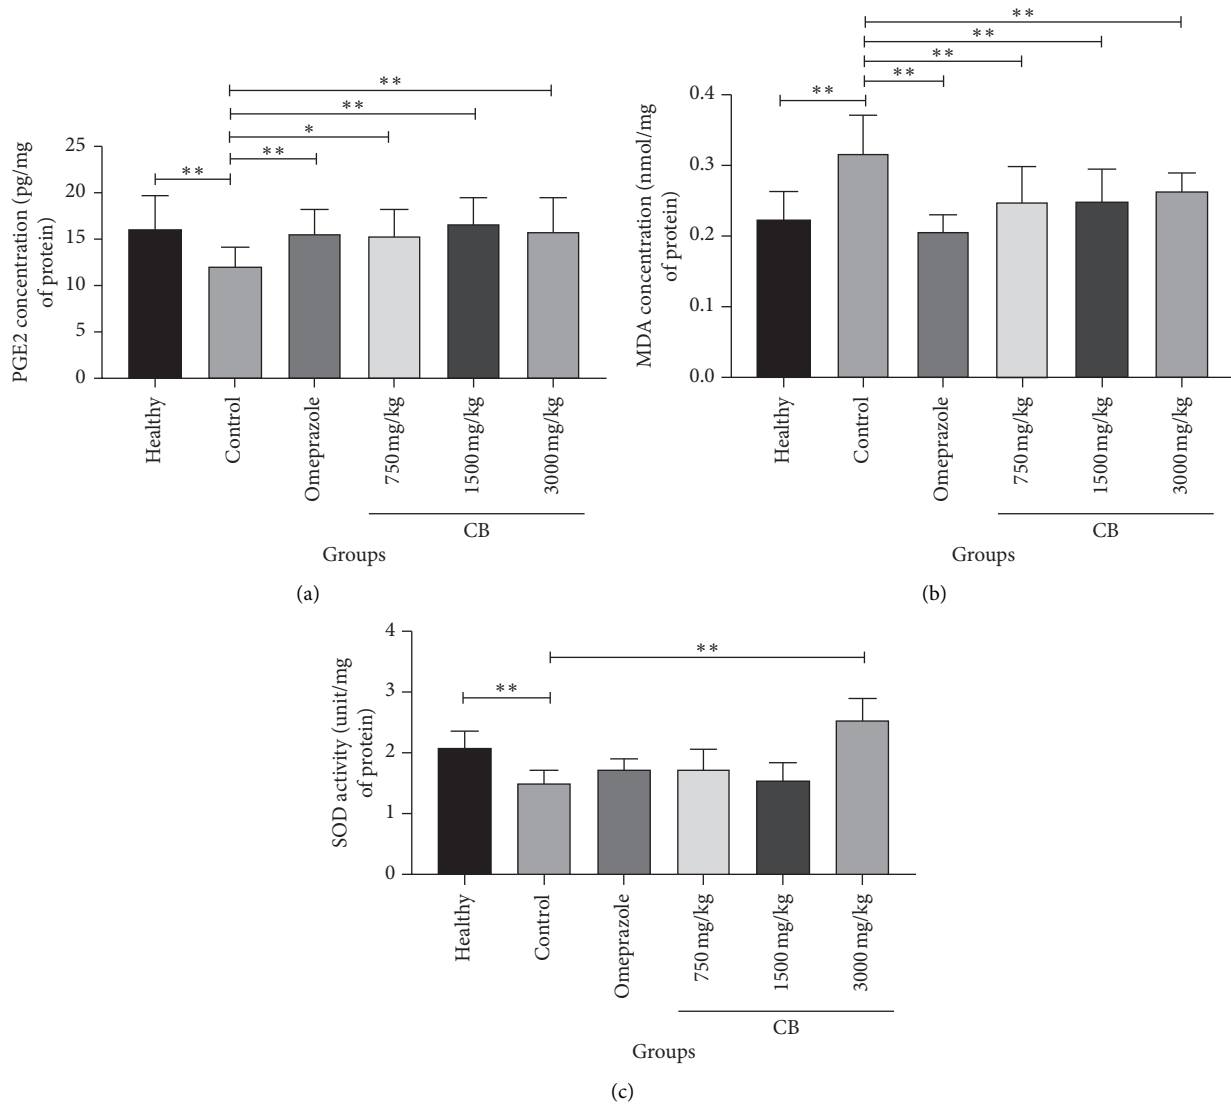 **
**
*
**
**
25
20
15
10
5
0
PGE2 concentration (pg/mg
of protein)
Healthy
Control
Omeprazole
750 mg/kg
1500 mg/kg
3000 mg/kg
CB
Groups
(a)
**
**
**
**
**
0.4
0.3
0.2
0.1
0.0
MDA concentration (nmol/mg
of protein)
Healthy
Control
Omeprazole
750 mg/kg
1500 mg/kg
3000 mg/kg
CB
Groups
(b)
**
**
4
3
2
1
0
SOD activity (unit/mg
of protein)
Healthy
Control
Omeprazole
750 mg/kg
1500 mg/kg
3000 mg/kg
CB
Groups
(c)